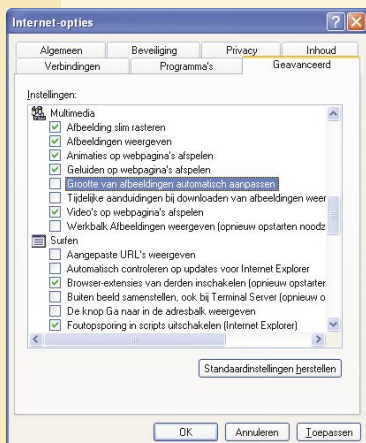 Internet-opties
Algemeen Beveiliging Privacy Inhoud
Verbindingen Programma's Geavanceerd
Instellingen:
Multimedia
Afbeelding slim rasteren
Afbeeldingen weergeven
Animaties op webpagina's afspelen
Geluiden op webpagina's afspelen
Grootte van afbeeldingen automatisch aanpassen
Tijdelijke aanduidingen bij downloaden van afbeeldingen weer
Video's op webpagina's afspelen
Werkbalk Afbeeldingen weergeven (opnieuw opstarten noodz
Surfen
Aangepaste URL's weergeven
Automatisch controleren op updates voor Internet Explorer
Browser-extensies van derden inschakelen (opnieuw opstarter
Buiten beeld samenstellen, ook bij Terminal Server (opnieuw o
De knop Ga naar in de adresbalk weergeven
Foutopsporing in scripts uitschakelen (Internet Explorer)
Standaardinstellingen herstellen
OK Annuleren Toepassen